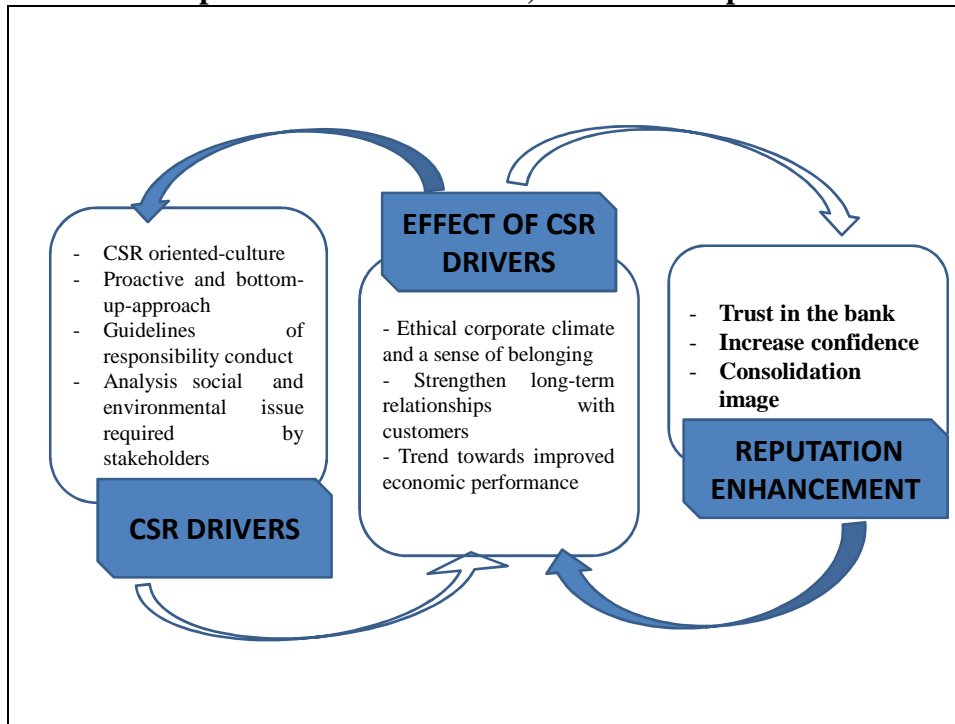 - CSR oriented-culture
- Proactive and bottom-
up-approach
- Guidelines of
responsibility conduct
- Analysis social and
environmental issue
required by
stakeholders
CSR DRIVERS
EFFECT OF CSR
DRIVERS
- Ethical corporate climate
and a sense of belonging
- Strengthen long-term
relationships with
customers
- Trend towards improved
economic performance
- Trust in the bank
- Increase confidence
- Consolidation
image
REPUTATION
ENHANCEMENT